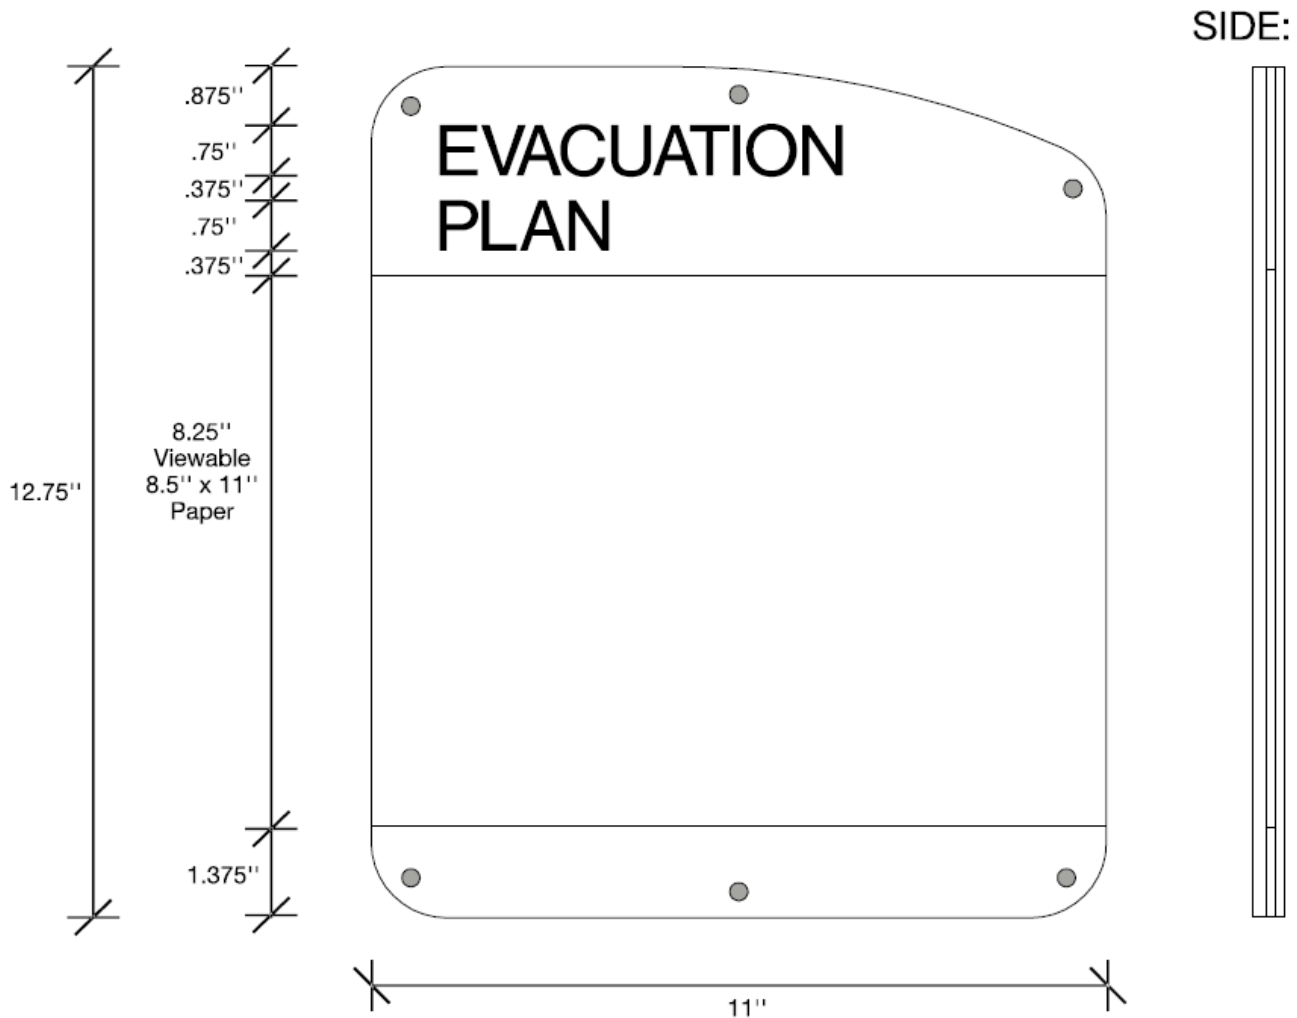 SIDE:
.875''
.75''
.375''
.75''
.375''
EVACUATION
PLAN
8.25''
Viewable
8.5'' x 11''
Paper
12.75''
1.375''
11''